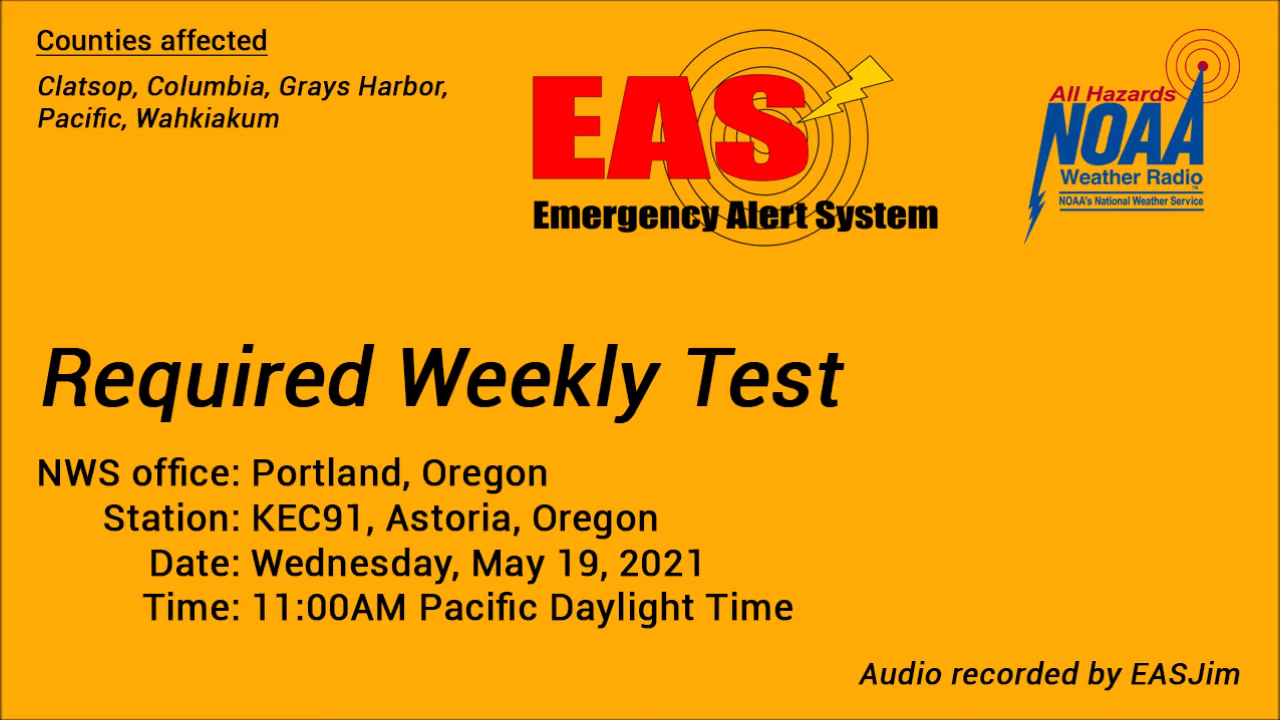 Counties affected
Clatsop, Columbia, Grays Harbor,
Pacific, Wahkiakum
EAS
Emergency Alert System
All Hazards
NOAA
Weather Radio
TM
NOAA's National Weather Service
Required Weekly Test
NWS office: Portland, Oregon
Station: KEC91, Astoria, Oregon
Date: Wednesday, May 19, 2021
Time: 11:00AM Pacific Daylight Time
Audio recorded by EASJim